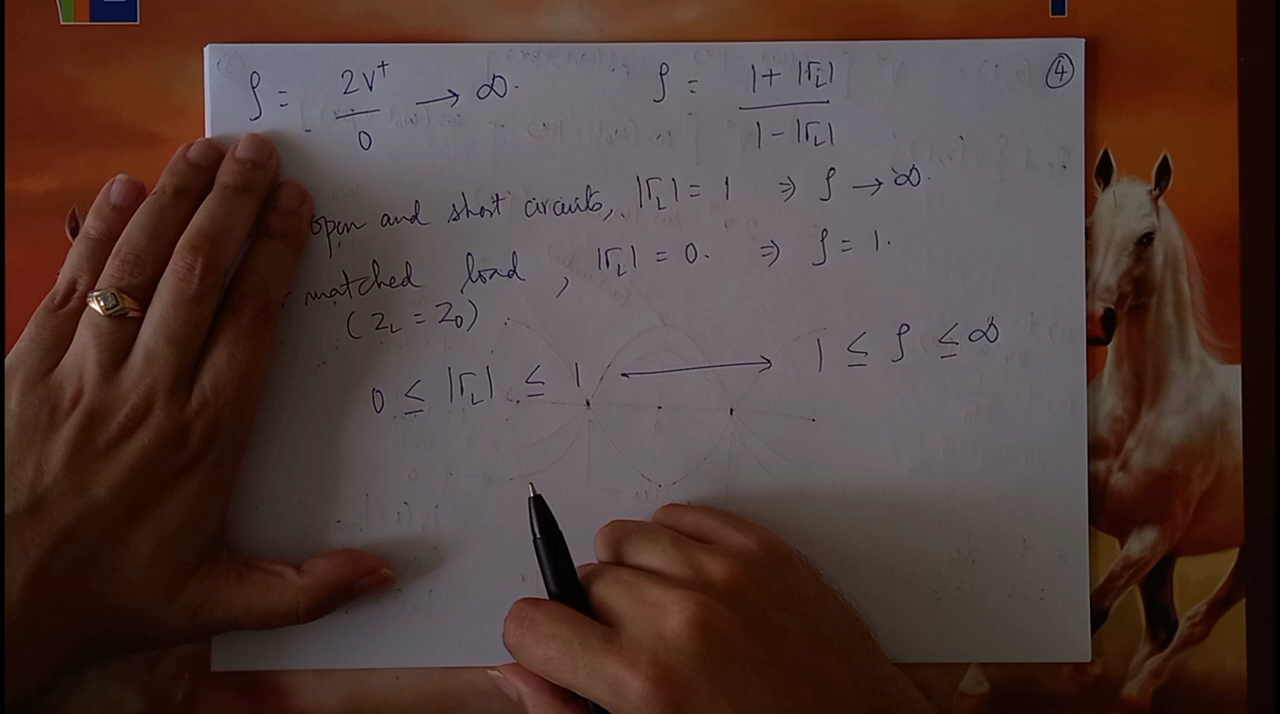 ρ = 2V⁺/0 → ∞. ρ = 1 + |Γ_L| / 1 − |Γ_L| ④
open and short circuits, |Γ_L| = 1 ⇒ ρ → ∞.
matched load, |Γ_L| = 0. ⇒ ρ = 1.
(Z_L = Z_0)
0 ≤ |Γ_L| ≤ 1 ⟶ 1 ≤ ρ ≤ ∞